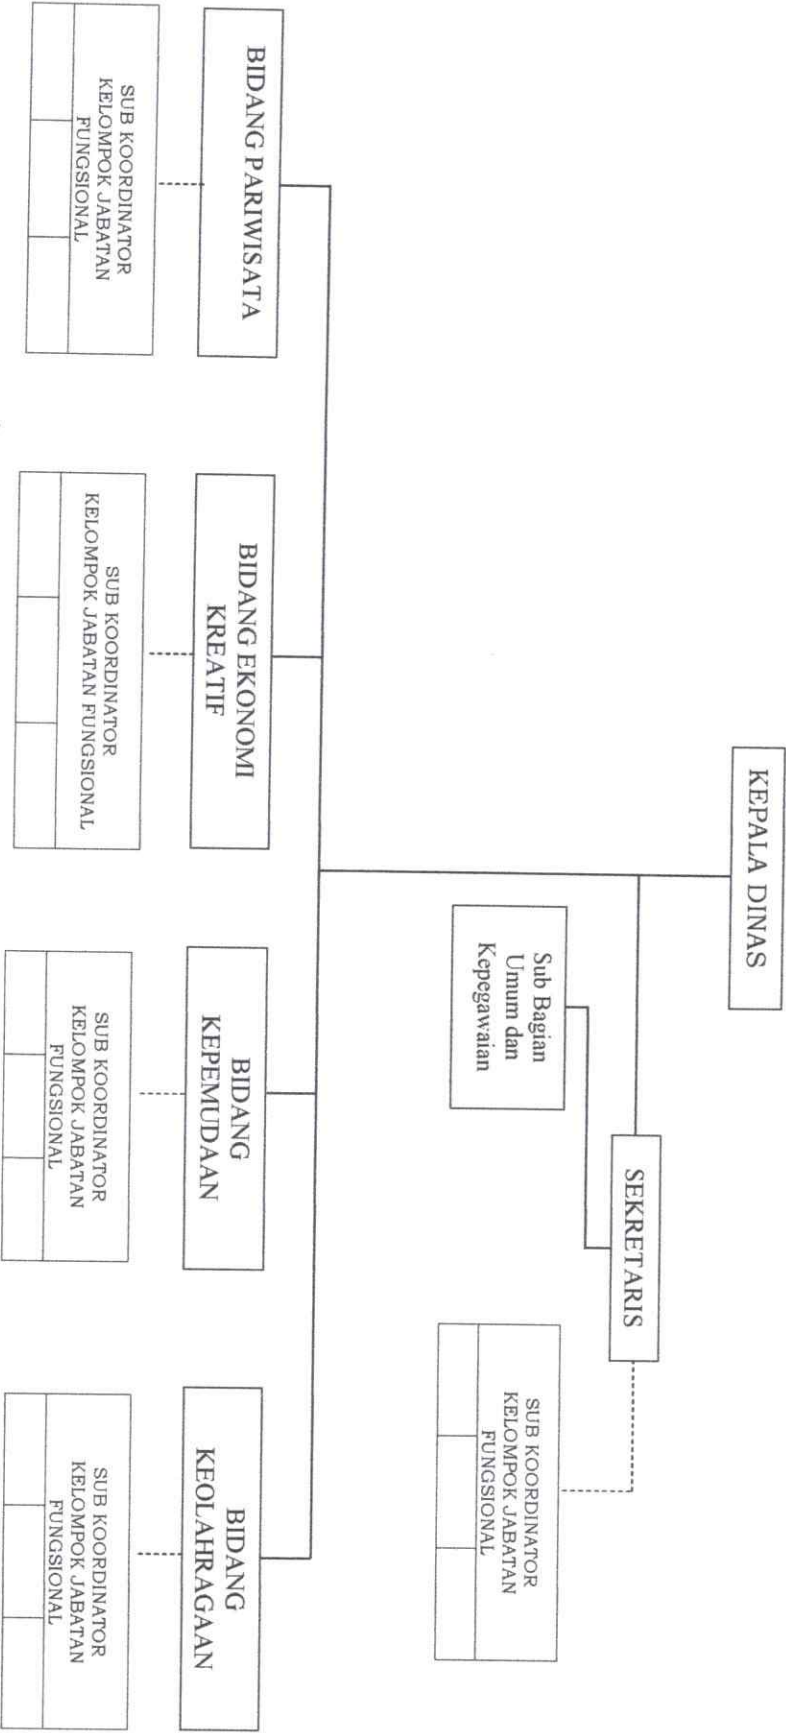 KEPALA DINAS
SEKRETARIS
Sub Bagian
Umum dan
Kepegawaian
SUB KOORDINATOR
KELOMPOK JABATAN
FUNGSIONAL
BIDANG PARIWISATA
BIDANG EKONOMI
KREATIF
BIDANG
KEPEMUDAAN
BIDANG
KEOLAHRAGAAN
SUB KOORDINATOR
KELOMPOK JABATAN
FUNGSIONAL
SUB KOORDINATOR
KELOMPOK JABATAN FUNGSIONAL
SUB KOORDINATOR
KELOMPOK JABATAN
FUNGSIONAL
SUB KOORDINATOR
KELOMPOK JABATAN
FUNGSIONAL